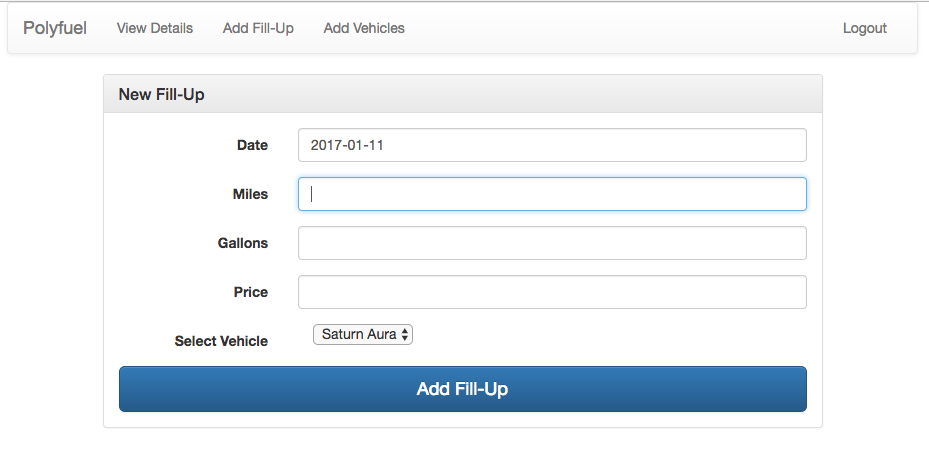 Polyfuel View Details Add Fill-Up Add Vehicles Logout
New Fill-Up
Date 2017-01-11
Miles
Gallons
Price
Select Vehicle Saturn Aura
Add Fill-Up